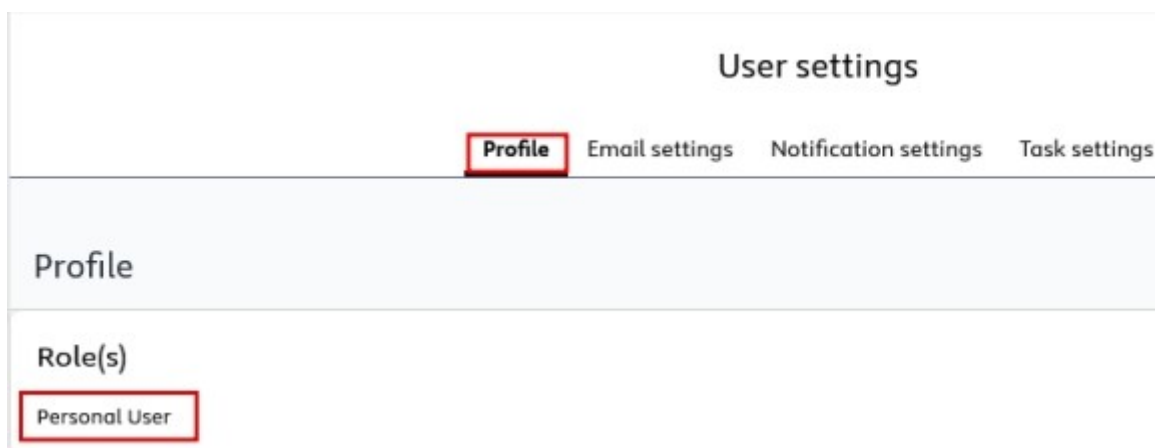 User settings
Profile Email settings Notification settings Task settings
Profile
Role(s)
Personal User